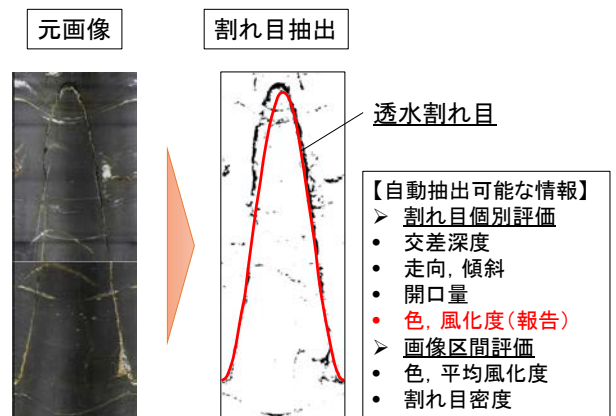 元画像
割れ目抽出
透水割れ目
【自動抽出可能な情報】
➢ 割れ目個別評価
• 交差深度
• 走向, 傾斜
• 開口量
• 色, 風化度(報告)
➢ 画像区間評価
• 色, 平均風化度
• 割れ目密度